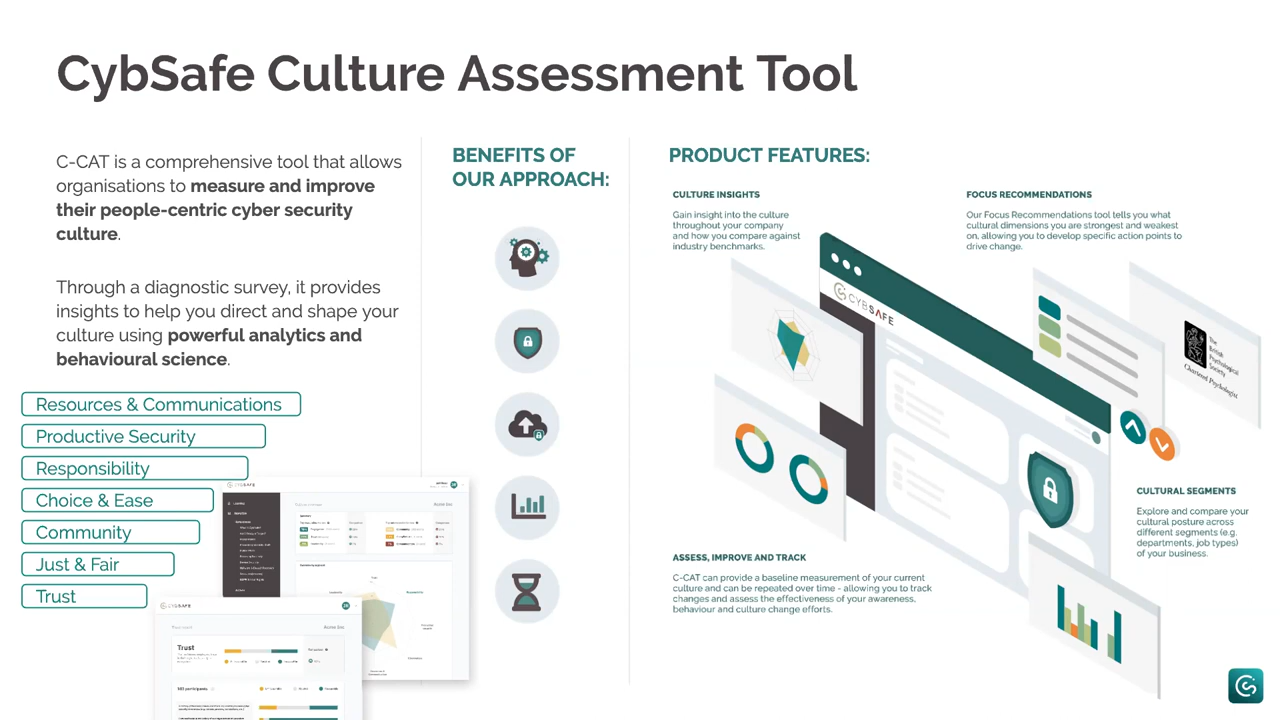 CybSafe Culture Assessment Tool
C-CAT is a comprehensive tool that allows
organisations to measure and improve
their people-centric cyber security
culture.
Through a diagnostic survey, it provides
insights to help you direct and shape your
culture using powerful analytics and
behavioural science.
Resources & Communications
Productive Security
Responsibility
Choice & Ease
Community
Just & Fair
Trust
CYBSAFE
CYBSAFE
Trust
BENEFITS OF
OUR APPROACH:
PRODUCT FEATURES:
CULTURE INSIGHTS
Gain insight into the culture
throughout your company
and how you compare against
industry benchmarks.
FOCUS RECOMMENDATIONS
Our Focus Recommendations tool tells you what
cultural dimensions you are strongest and weakest
on, allowing you to develop specific action points to
drive change.
CYBSAFE
The
British
Psychological
Society
Chartered Psychologist
CULTURAL SEGMENTS
Explore and compare your
cultural posture across
different segments (e.g.
departments, job types)
of your business.
ASSESS, IMPROVE AND TRACK
C-CAT can provide a baseline measurement of your current
culture and can be repeated over time - allowing you to track
changes and assess the effectiveness of your awareness,
behaviour and culture change efforts.